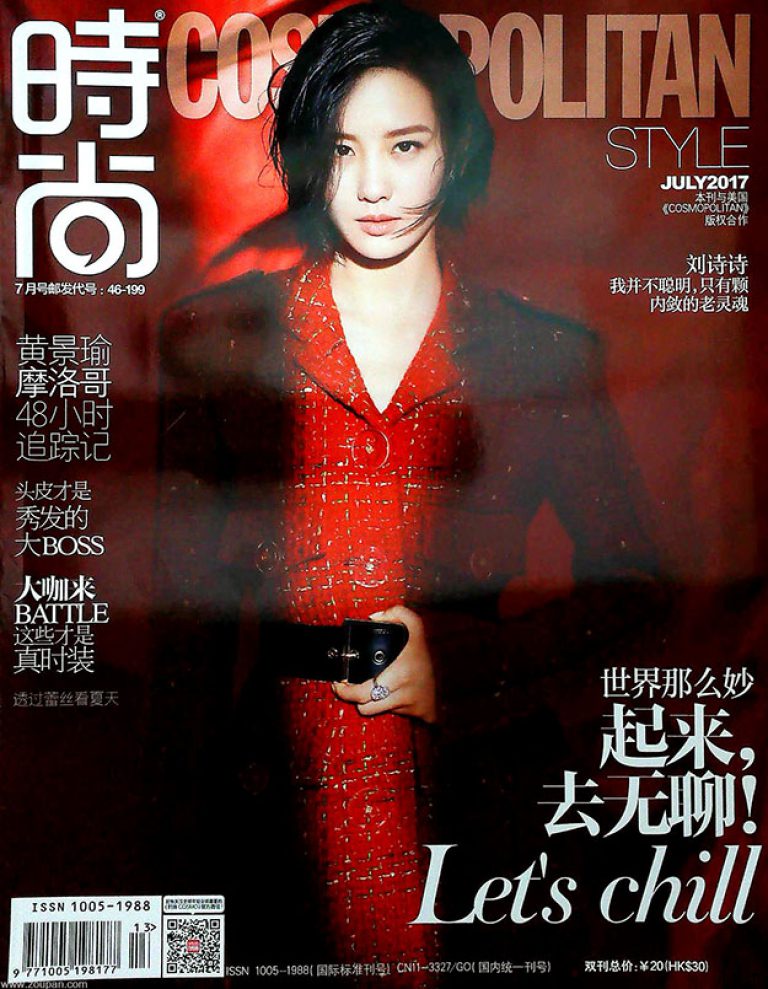 時尚®
COSMOPOLITAN
STYLE
JULY2017
本刊与美国
《COSMOPOLITAN》
版权合作
7月号邮发代号：46-199
刘诗诗
我并不聪明,只有颗
内敛的老灵魂
黄景瑜
摩洛哥
48小时
追踪记
头皮才是
秀发的
大BOSS
大咖来
BATTLE
这些才是
真时装
透过蕾丝看夏天
世界那么妙
起来,
去无聊!
Let's chill
ISSN 1005-1988
13>
9 771005 198177
ISSN 1005-1988(国际标准刊号) CN11-3327/GO(国内统一刊号)
双刊总价：¥20(HK$30)
www.zoupan.com